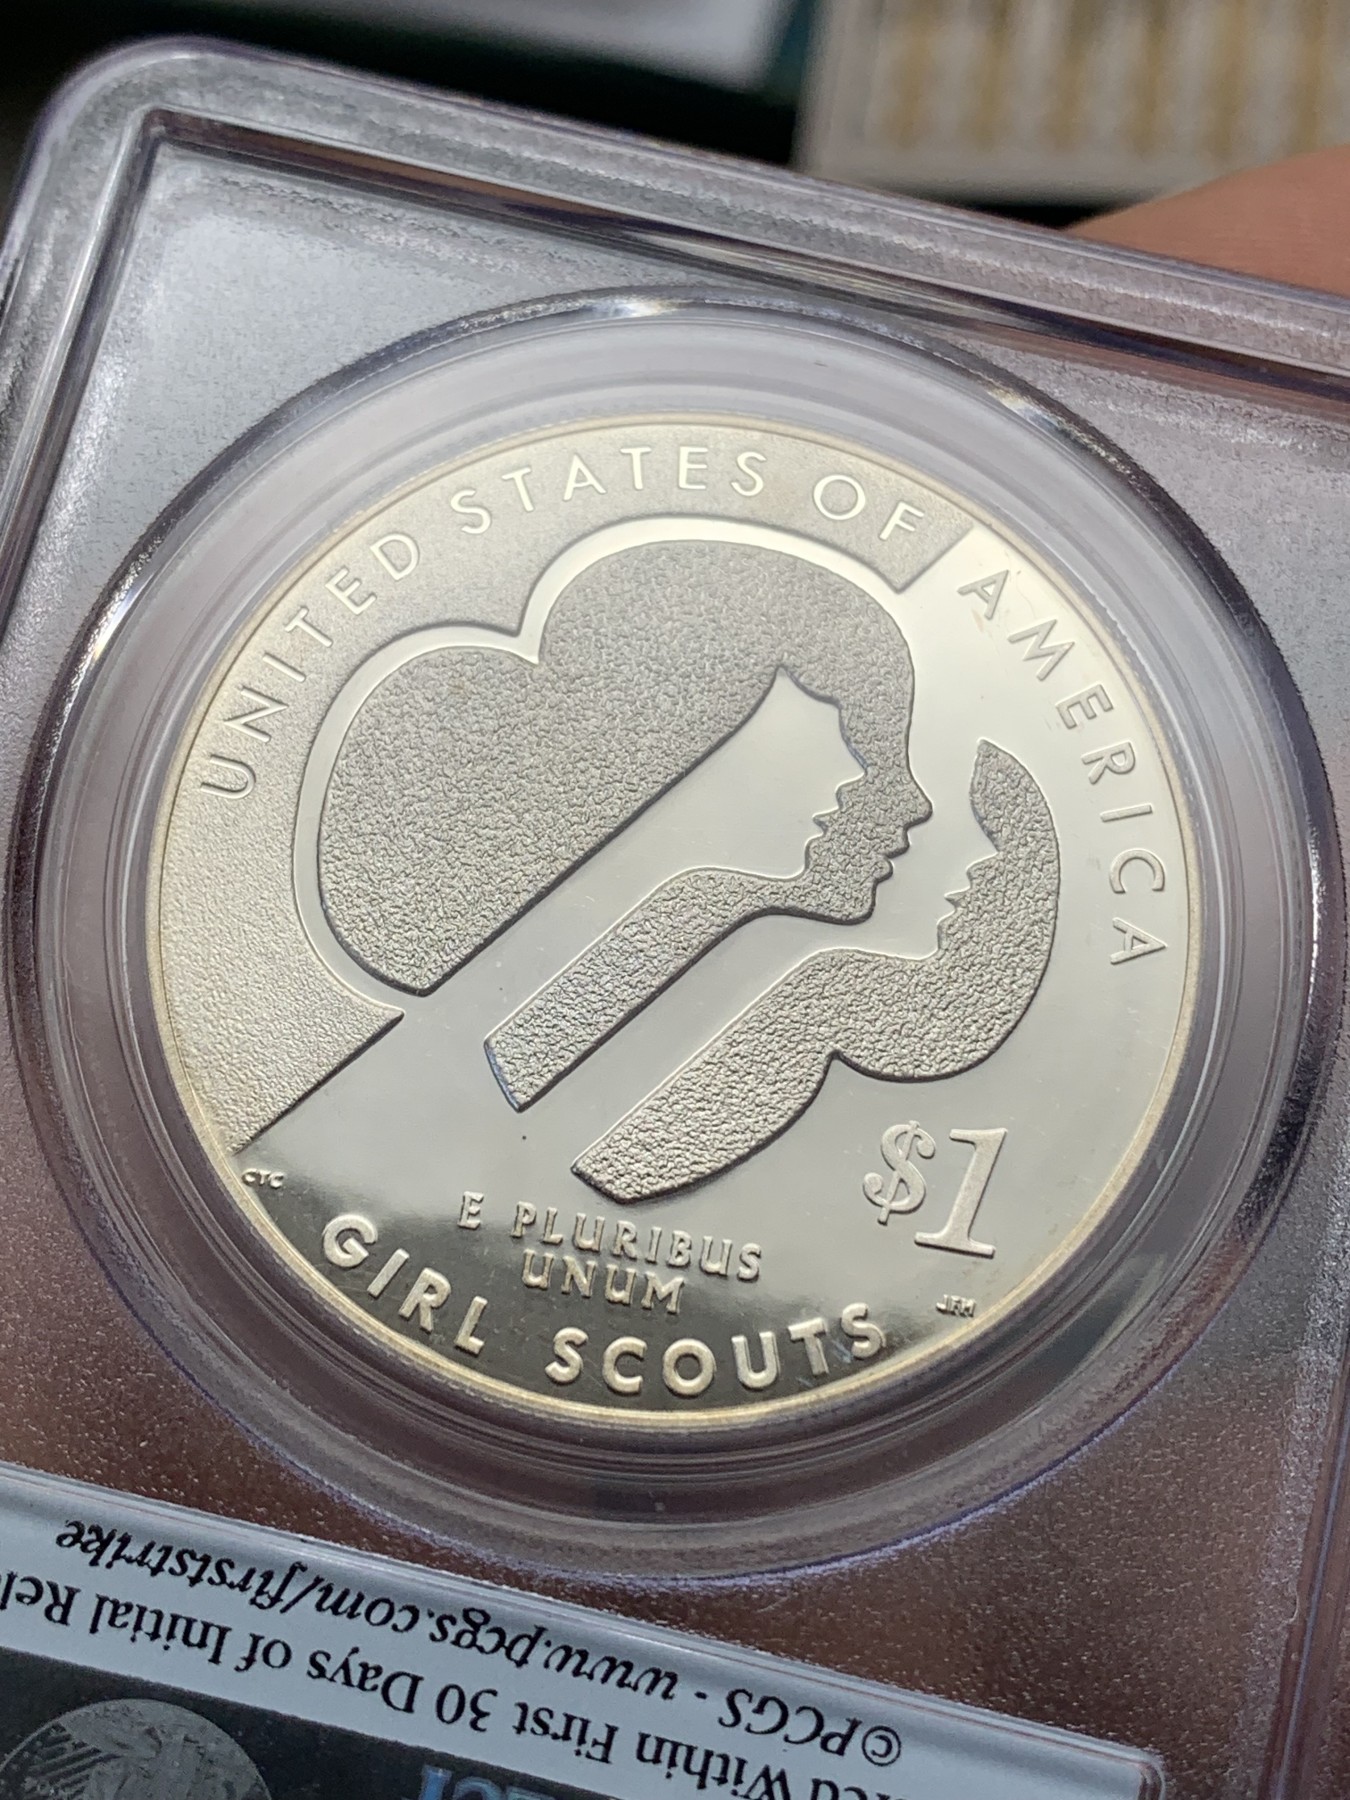 UNITED STATES OF AMERICA
$1
E PLURIBUS
UNUM
GIRL SCOUTS
CTC
JFM
Within First 30 Days of Initial
©PCGS - www.pcgs.com/firststrike